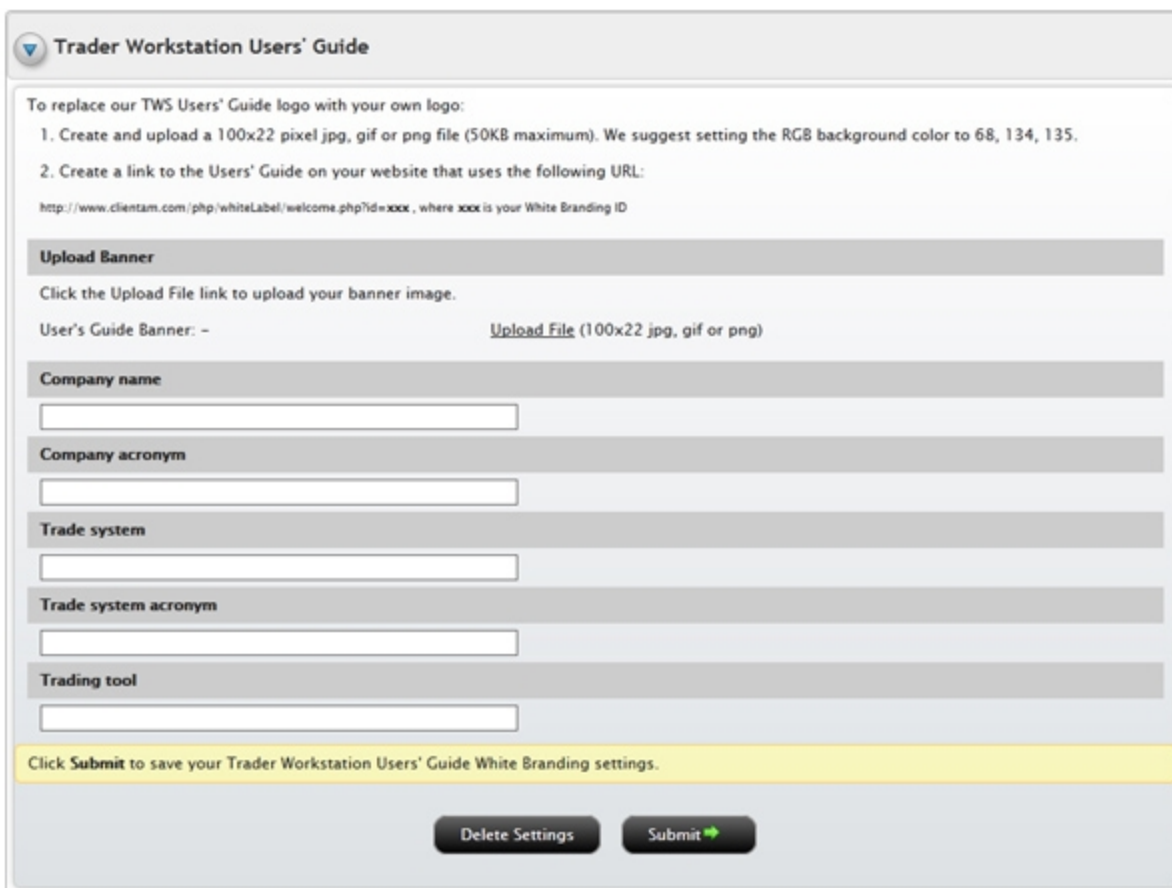 Trader Workstation Users' Guide
To replace our TWS Users' Guide logo with your own logo:
1. Create and upload a 100x22 pixel jpg, gif or png file (50KB maximum). We suggest setting the RGB background color to 68, 134, 135.
2. Create a link to the Users' Guide on your website that uses the following URL:
http://www.clientam.com/php/whiteLabel/welcome.php?id=xxx , where xxx is your White Branding ID
Upload Banner
Click the Upload File link to upload your banner image.
User's Guide Banner: – Upload File (100x22 jpg, gif or png)
Company name
Company acronym
Trade system
Trade system acronym
Trading tool
Click Submit to save your Trader Workstation Users' Guide White Branding settings.
Delete Settings Submit